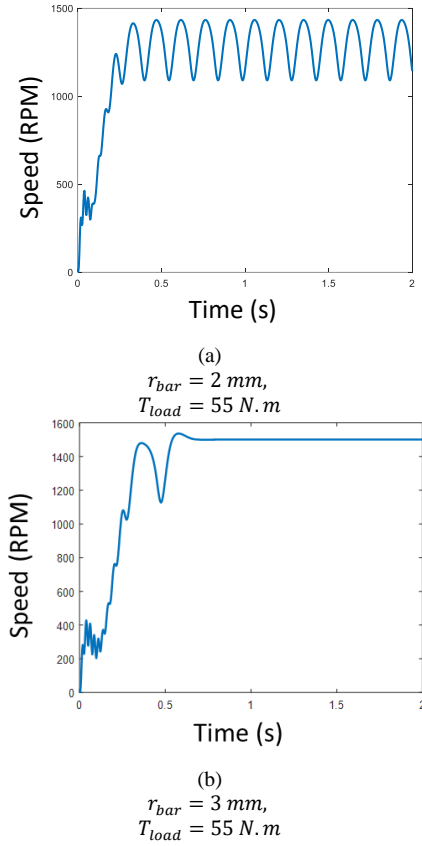 1500
1000
500
0
0 0.5 1 1.5 2
Speed (RPM)
Time (s)
(a)
r_bar = 2 mm,
T_load = 55 N.m
1600
1400
1200
1000
800
600
400
200
0
0 0.5 1 1.5 2
Speed (RPM)
Time (s)
(b)
r_bar = 3 mm,
T_load = 55 N.m